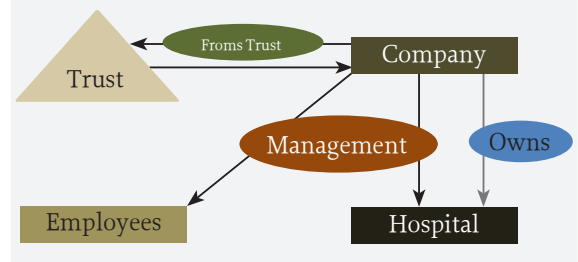 Froms Trust
Company
Trust
Management
Owns
Employees
Hospital